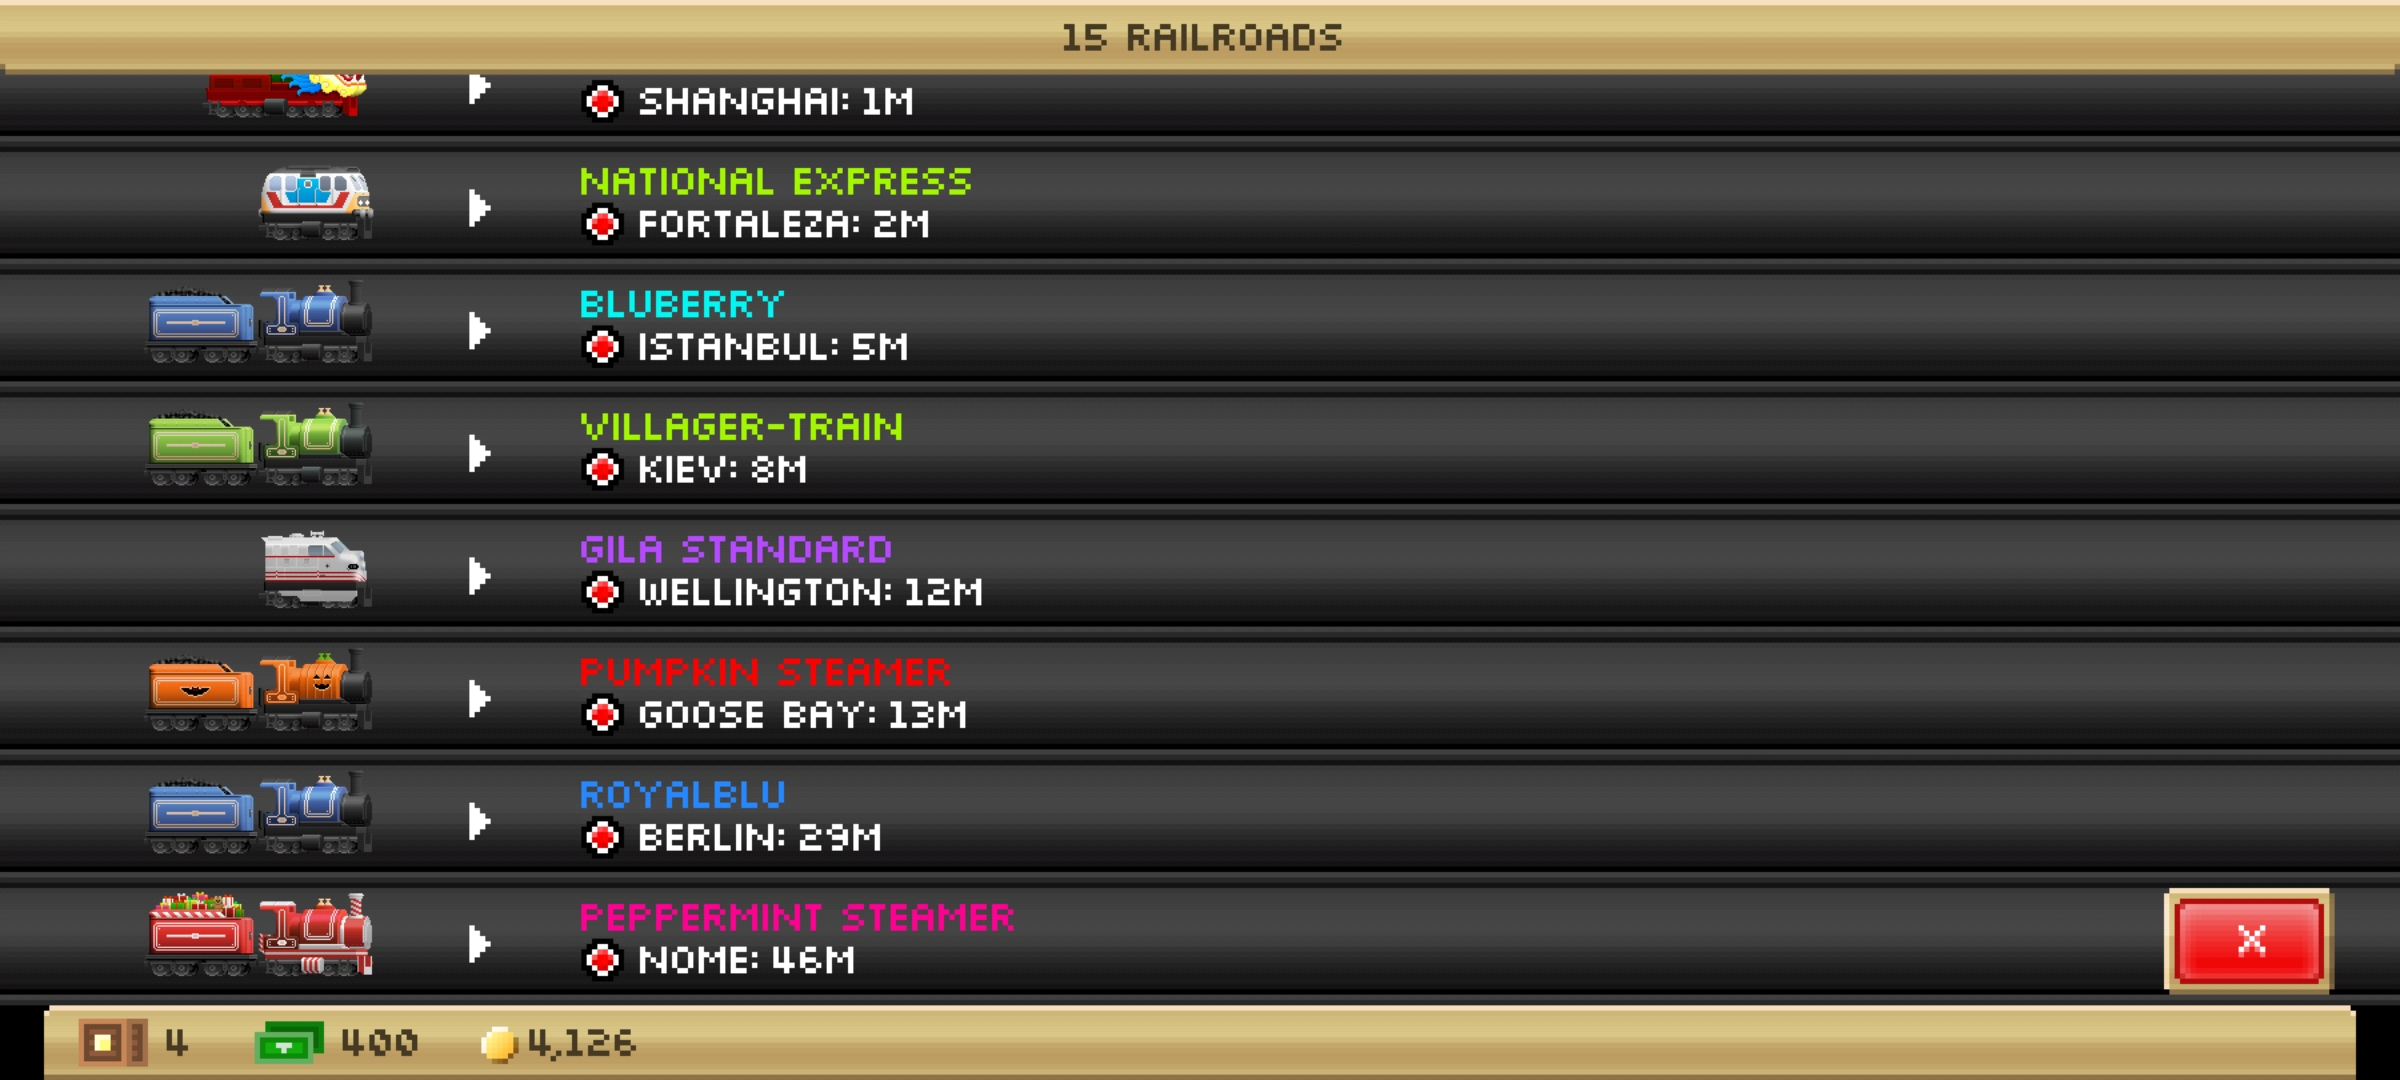 15 RAILROADS
SHANGHAI: 1M
NATIONAL EXPRESS
FORTALEZA: 2M
BLUBERRY
ISTANBUL: 5M
VILLAGER-TRAIN
KIEV: 8M
GILA STANDARD
WELLINGTON: 12M
PUMPKIN STEAMER
GOOSE BAY: 13M
ROYALBLU
BERLIN: 29M
PEPPERMINT STEAMER
NOME: 46M
X
4 400 4,126